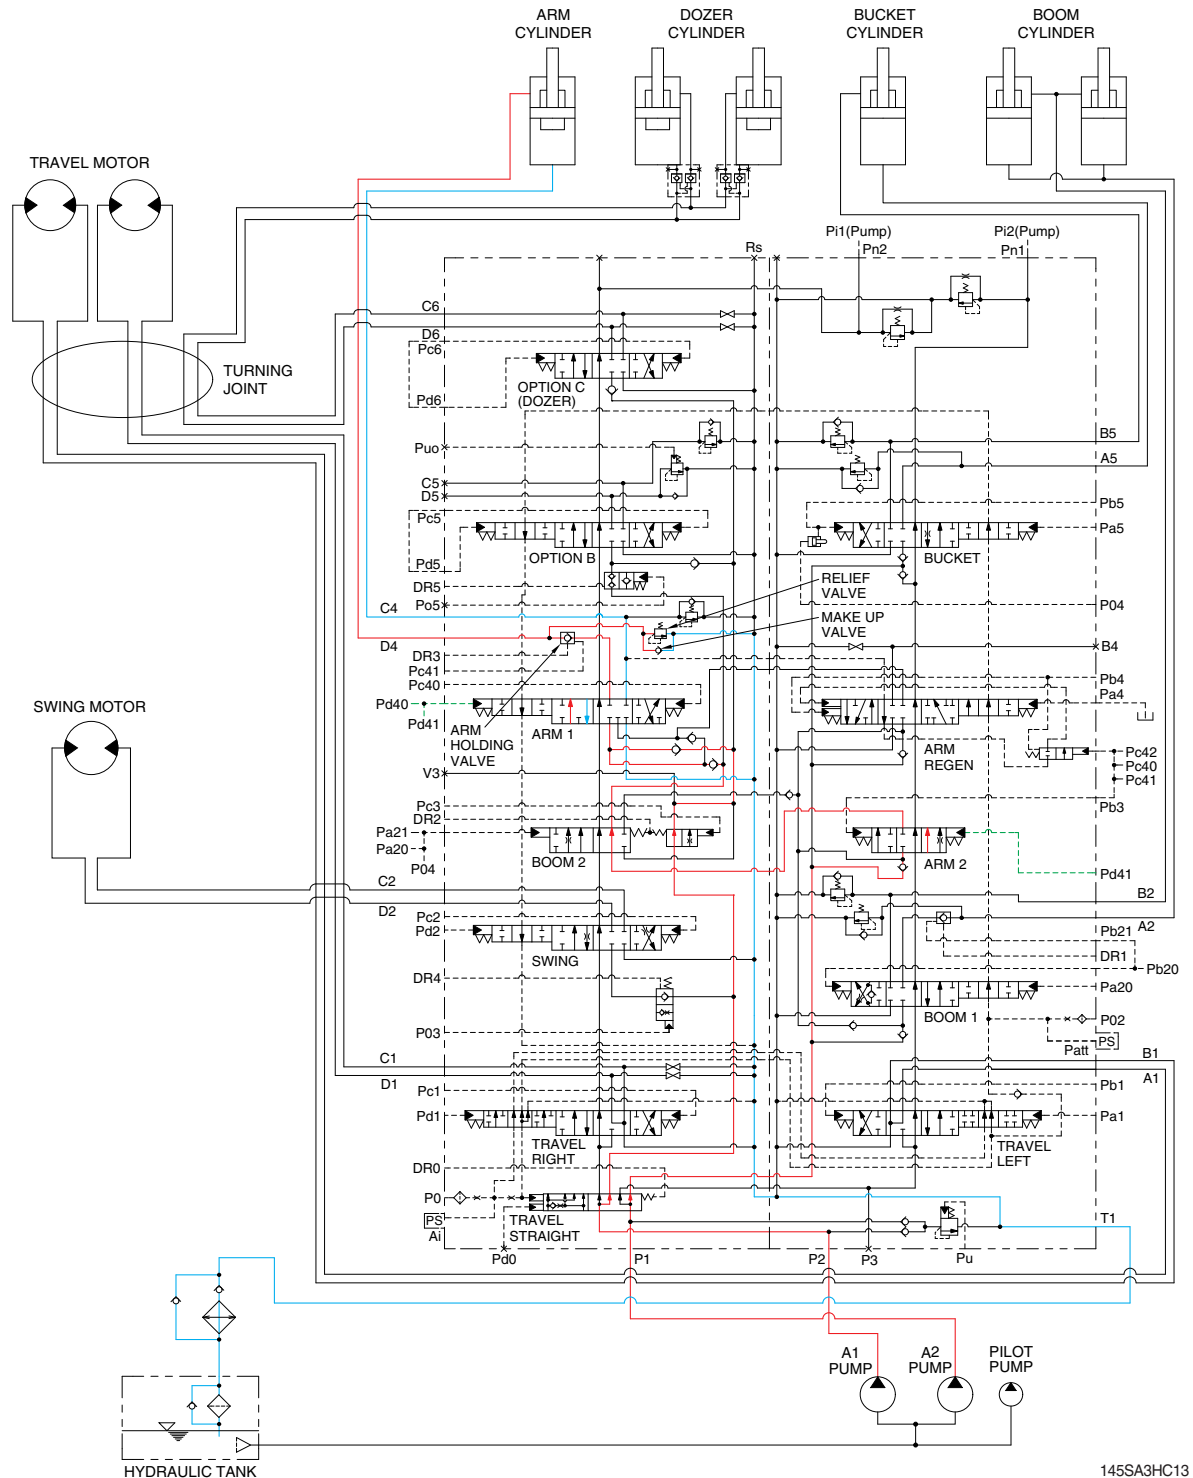 ARM
CYLINDER
DOZER
CYLINDER
BUCKET
CYLINDER
BOOM
CYLINDER
TRAVEL MOTOR
TURNING
JOINT
SWING MOTOR
Rs
Pi1(Pump)
Pn2
Pi2(Pump)
Pn1
C6
D6
Pc6
Pd6
OPTION C
(DOZER)
Puo
C5
D5
Pc5
Pd5
OPTION B
DR5
Po5
C4
D4
DR3
Pc41
Pc40
Pd40
Pd41
ARM
HOLDING
VALVE
ARM 1
V3
Pc3
DR2
Pa21
Pa20
P04
BOOM 2
C2
D2
Pc2
Pd2
SWING
DR4
P03
C1
D1
Pc1
Pd1
TRAVEL
RIGHT
DR0
P0
PS
Ai
TRAVEL
STRAIGHT
Pd0
P1
P2
P3
Pu
B5
A5
Pb5
Pa5
BUCKET
RELIEF
VALVE
MAKE UP
VALVE
P04
B4
Pb4
Pa4
ARM
REGEN
Pc42
Pc40
Pc41
Pb3
ARM 2
Pd41
B2
A2
Pb21
DR1
Pb20
Pa20
BOOM 1
P02
PS
Patt
B1
A1
Pb1
Pa1
TRAVEL
LEFT
T1
A1
PUMP
A2
PUMP
PILOT
PUMP
HYDRAULIC TANK
145SA3HC13